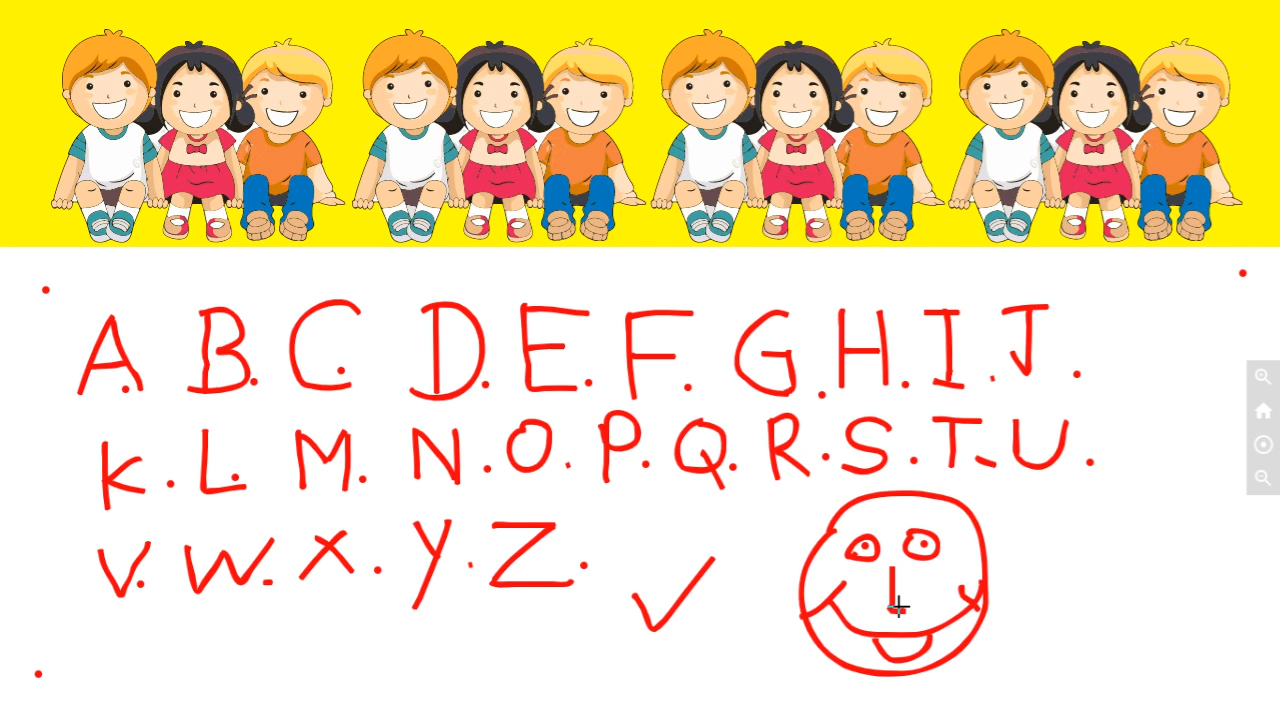 A. B. C. D. E. F. G. H. I. J.
K. L. M. N. O. P. Q. R. S. T. U.
V. W. X. Y. Z.